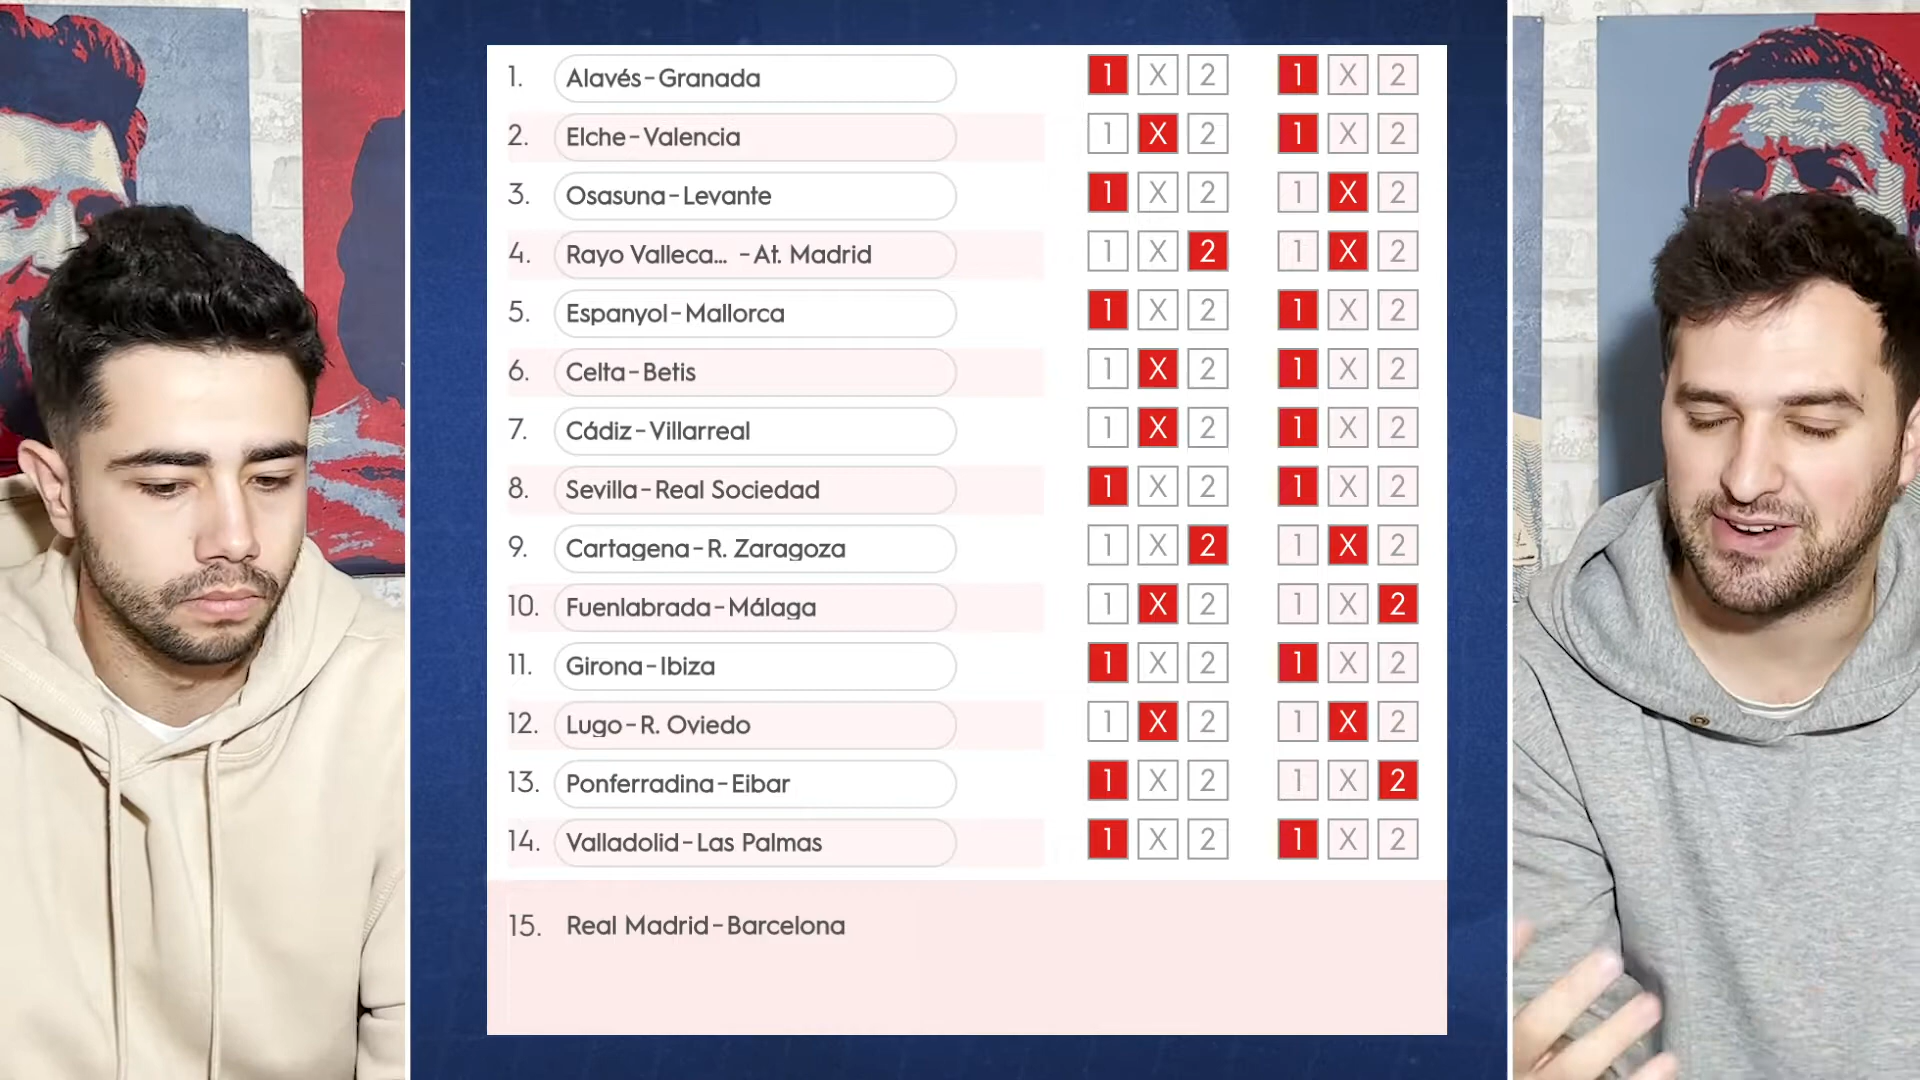 1. Alavés-Granada 1 X 2 1 X 2
2. Elche-Valencia 1 X 2 1 X 2
3. Osasuna-Levante 1 X 2 1 X 2
4. Rayo Valleca... -At. Madrid 1 X 2 1 X 2
5. Espanyol-Mallorca 1 X 2 1 X 2
6. Celta-Betis 1 X 2 1 X 2
7. Cádiz-Villarreal 1 X 2 1 X 2
8. Sevilla-Real Sociedad 1 X 2 1 X 2
9. Cartagena-R. Zaragoza 1 X 2 1 X 2
10. Fuenlabrada-Málaga 1 X 2 1 X 2
11. Girona-Ibiza 1 X 2 1 X 2
12. Lugo-R. Oviedo 1 X 2 1 X 2
13. Ponferradina-Eibar 1 X 2 1 X 2
14. Valladolid-Las Palmas 1 X 2 1 X 2
15. Real Madrid-Barcelona